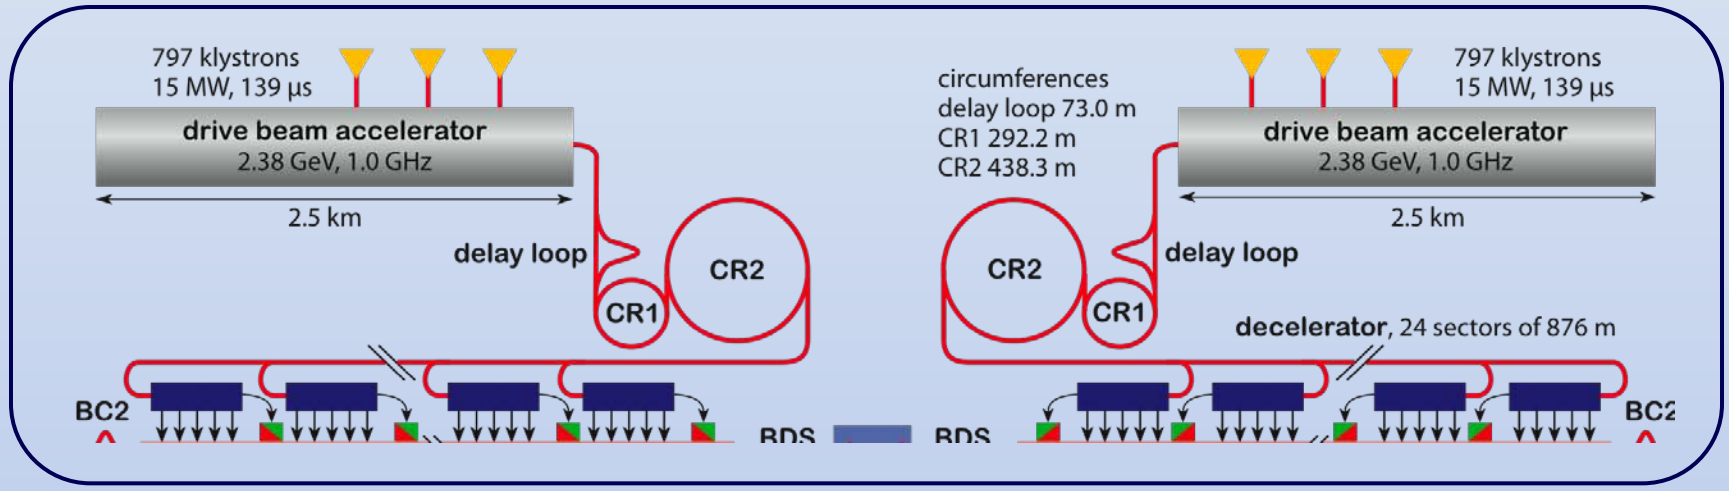 797 klystrons
15 MW, 139 µs
drive beam accelerator
2.38 GeV, 1.0 GHz
2.5 km
delay loop
CR1
CR2
circumferences
delay loop 73.0 m
CR1 292.2 m
CR2 438.3 m
797 klystrons
15 MW, 139 µs
drive beam accelerator
2.38 GeV, 1.0 GHz
2.5 km
CR2
CR1
delay loop
decelerator, 24 sectors of 876 m
BC2
BDS
BDS
BC2